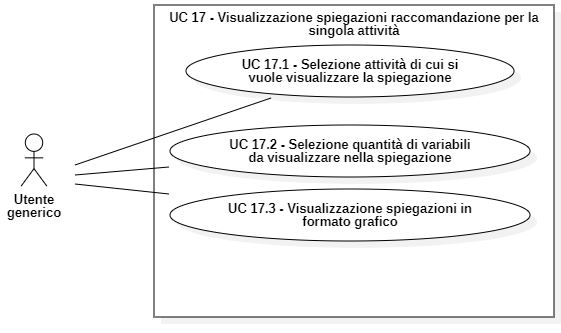 UC 17 - Visualizzazione spiegazioni raccomandazione per la
singola attività
UC 17.1 - Selezione attività di cui si
vuole visualizzare la spiegazione
UC 17.2 - Selezione quantità di variabili
da visualizzare nella spiegazione
UC 17.3 - Visualizzazione spiegazioni in
formato grafico
Utente
generico